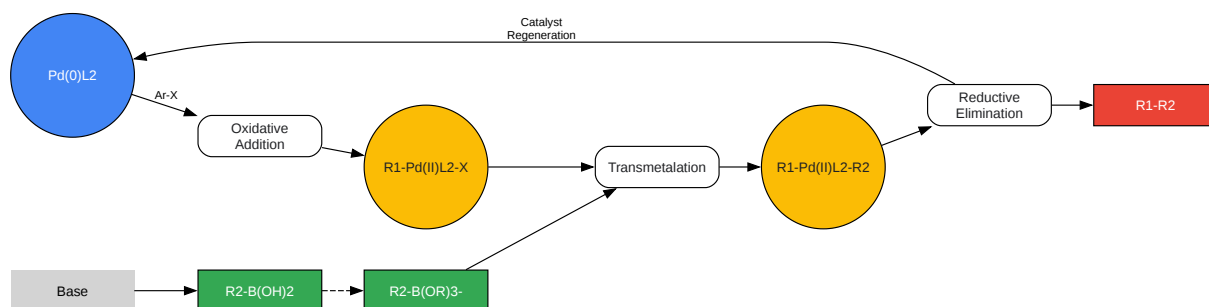 Catalyst
Regeneration
Pd(0)L2
Ar-X
Oxidative
Addition
R1-Pd(II)L2-X
Transmetalation
R1-Pd(II)L2-R2
Reductive
Elimination
R1-R2
Base
R2-B(OH)2
R2-B(OR)3-